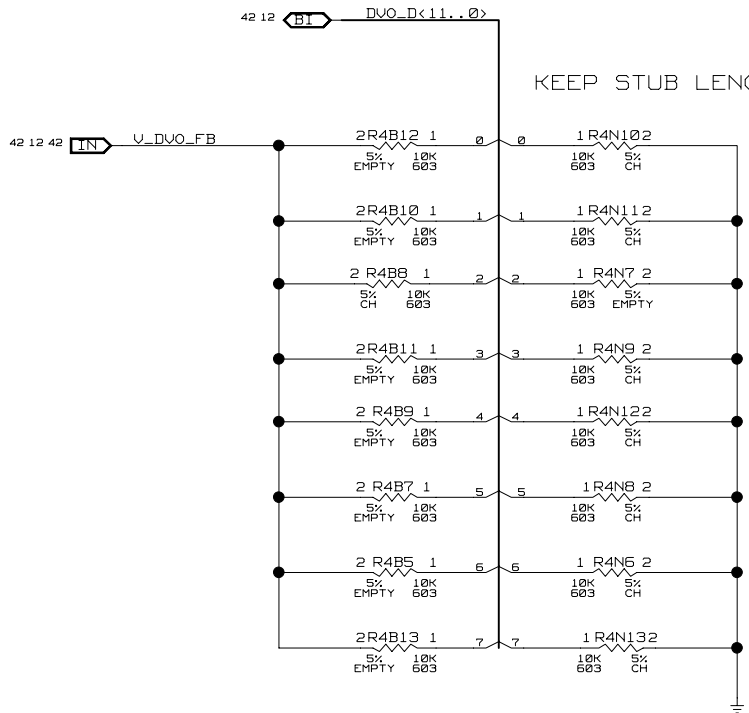 42 12 BI DVO_D<11..0>
KEEP STUB LENG
42 12 42 IN V_DVO_FB
2R4B12 1 0 0 1 R4N102
5% 10K 10K 5%
EMPTY 603 603 CH
2R4B10 1 1 1 1 R4N112
5% 10K 10K 5%
EMPTY 603 603 CH
2 R4B8 1 2 2 1 R4N7 2
5% 10K 10K 5%
CH 603 603 EMPTY
2R4B11 1 3 3 1 R4N9 2
5% 10K 10K 5%
EMPTY 603 603 CH
2 R4B9 1 4 4 1 R4N122
5% 10K 10K 5%
EMPTY 603 603 CH
2 R4B7 1 5 5 1 R4N8 2
5% 10K 10K 5%
EMPTY 603 603 CH
2 R4B5 1 6 6 1 R4N6 2
5% 10K 10K 5%
EMPTY 603 603 CH
2R4B13 1 7 7 1 R4N132
5% 10K 10K 5%
EMPTY 603 603 CH